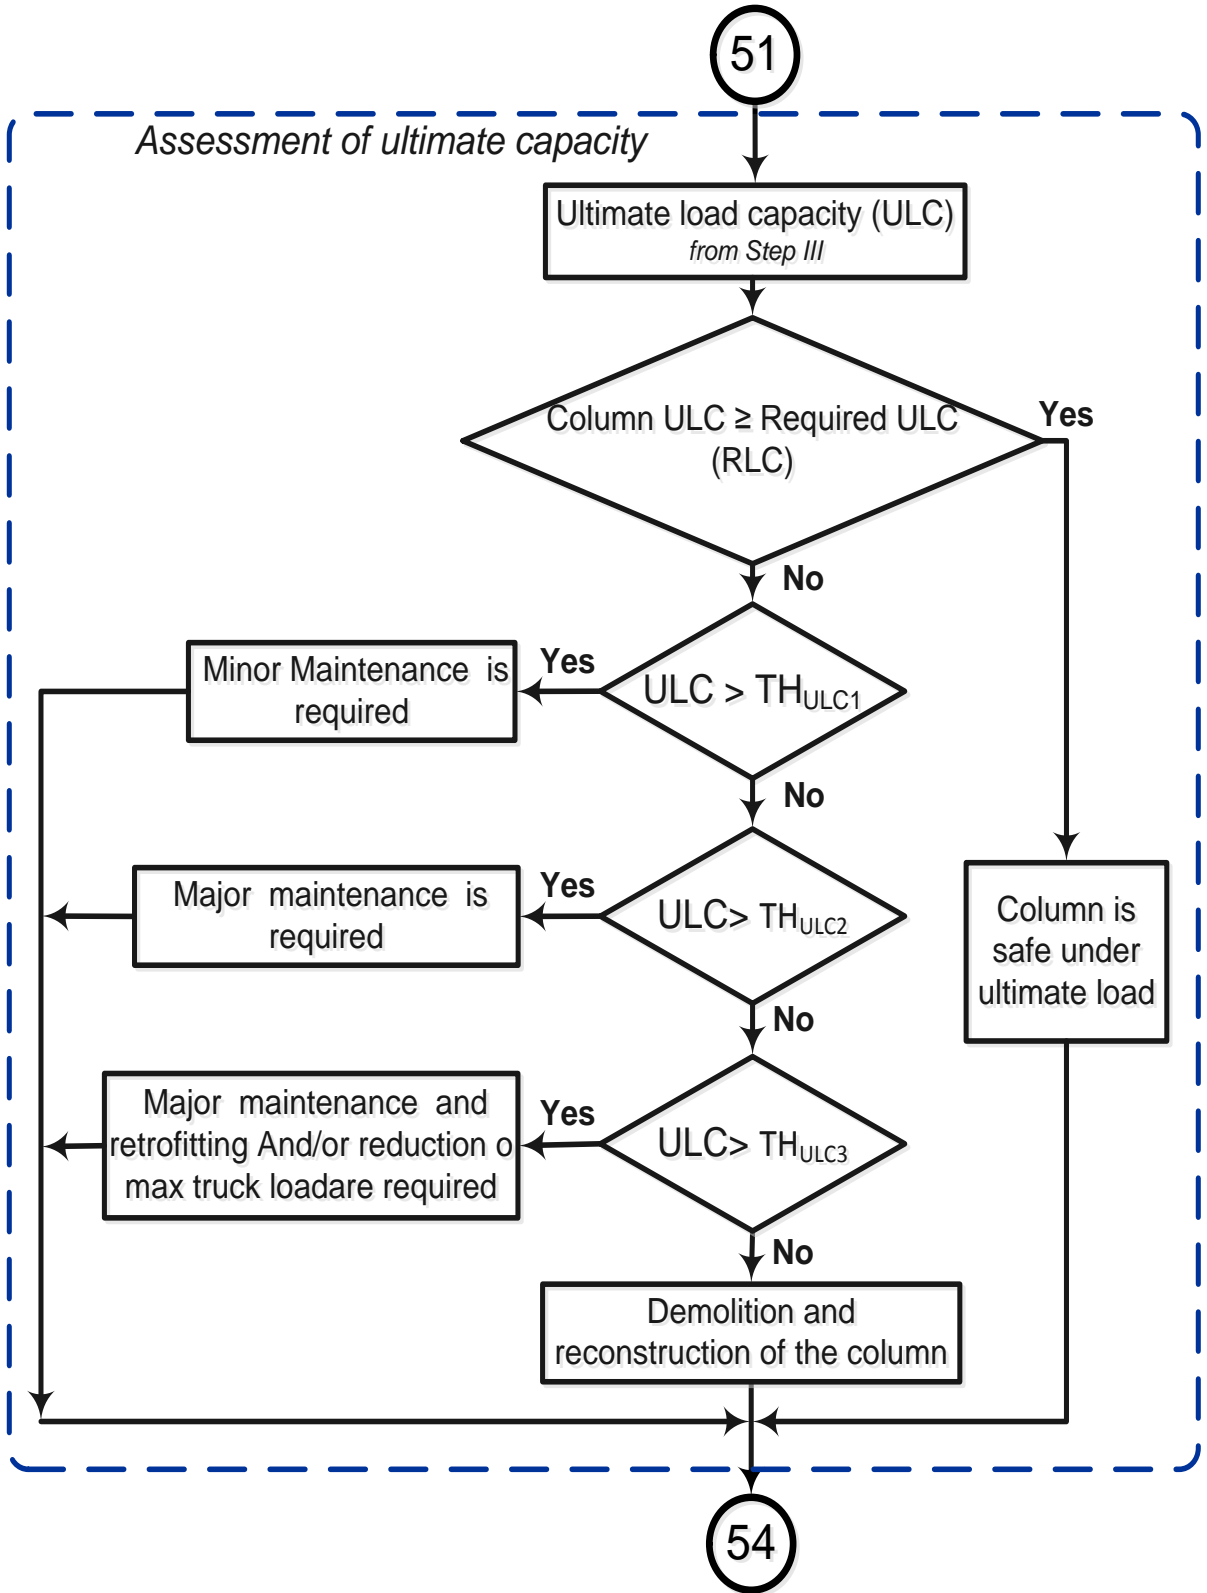 51
Assessment of ultimate capacity
Ultimate load capacity (ULC)
from Step III
Column ULC ≥ Required ULC
(RLC)
Yes
No
Minor Maintenance is
required
Yes
ULC > TH_ULC1
No
Major maintenance is
required
Yes
ULC> TH_ULC2
Column is
safe under
ultimate load
No
Major maintenance and
retrofitting And/or reduction o
max truck loadare required
Yes
ULC> TH_ULC3
No
Demolition and
reconstruction of the column
54